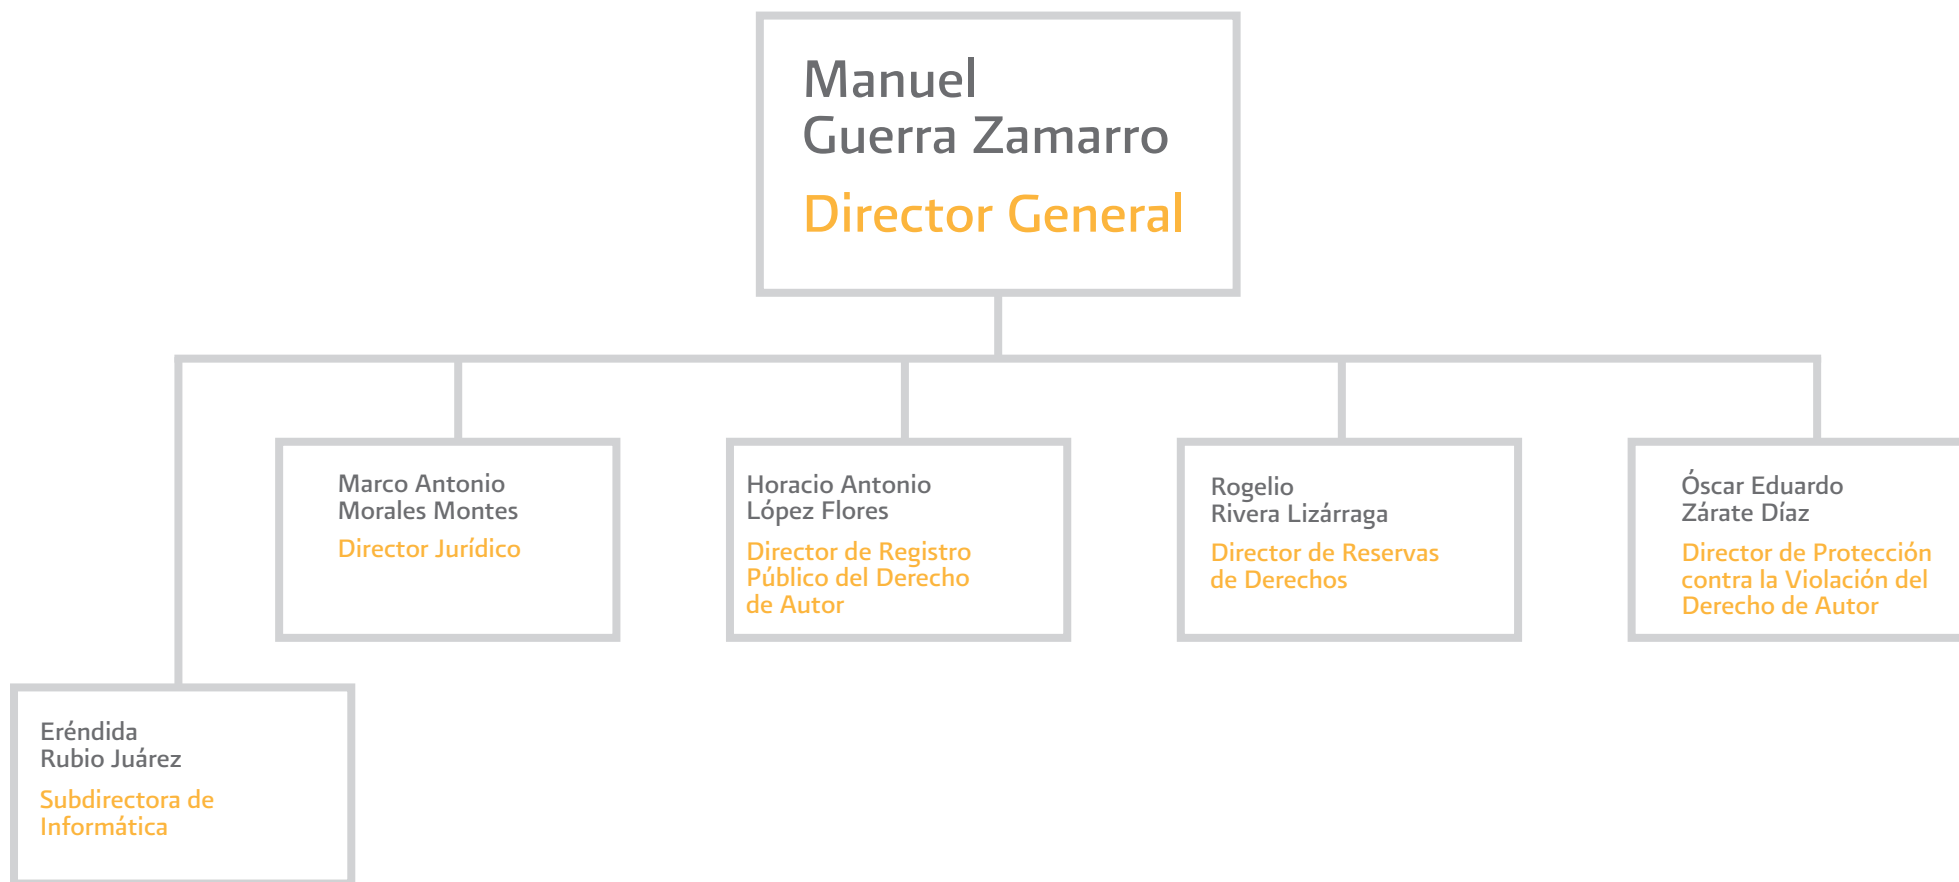 Manuel
Guerra Zamarro
Director General
Marco Antonio
Morales Montes
Director Jurídico
Horacio Antonio
López Flores
Director de Registro
Público del Derecho
de Autor
Rogelio
Rivera Lizárraga
Director de Reservas
de Derechos
Óscar Eduardo
Zárate Díaz
Director de Protección
contra la Violación del
Derecho de Autor
Eréndida
Rubio Juárez
Subdirectora de
Informática